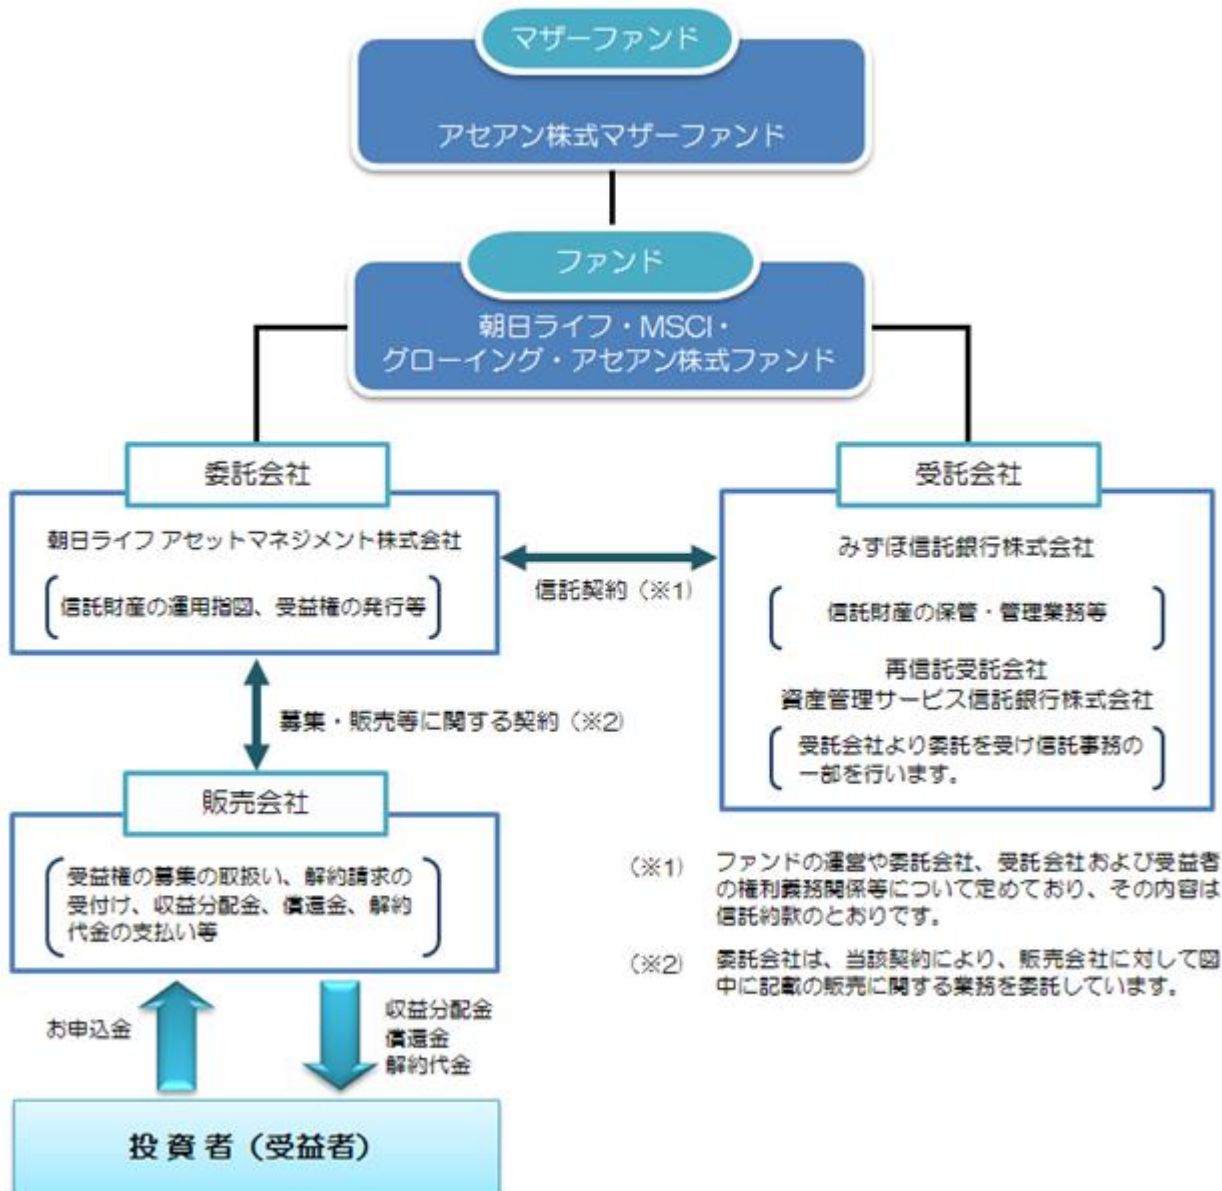 マザーファンド
アセアン株式マザーファンド
ファンド
朝日ライフ・MSCI・
グローイング・アセアン株式ファンド
委託会社
朝日ライフ アセットマネジメント株式会社
信託財産の運用指図、受益権の発行等
信託契約（※1）
受託会社
みずほ信託銀行株式会社
信託財産の保管・管理業務等
再信託受託会社
資産管理サービス信託銀行株式会社
受託会社より委託を受け信託事務の
一部を行います。
募集・販売等に関する契約（※2）
販売会社
受益権の募集の取扱い、解約請求の
受付け、収益分配金、償還金、解約
代金の支払い等
（※1） ファンドの運営や委託会社、受託会社および受益者
の権利義務関係等について定めており、その内容は
信託約款のとおりです。
（※2） 委託会社は、当該契約により、販売会社に対して図
中に記載の販売に関する業務を委託しています。
お申込金
収益分配金
償還金
解約代金
投資者（受益者）